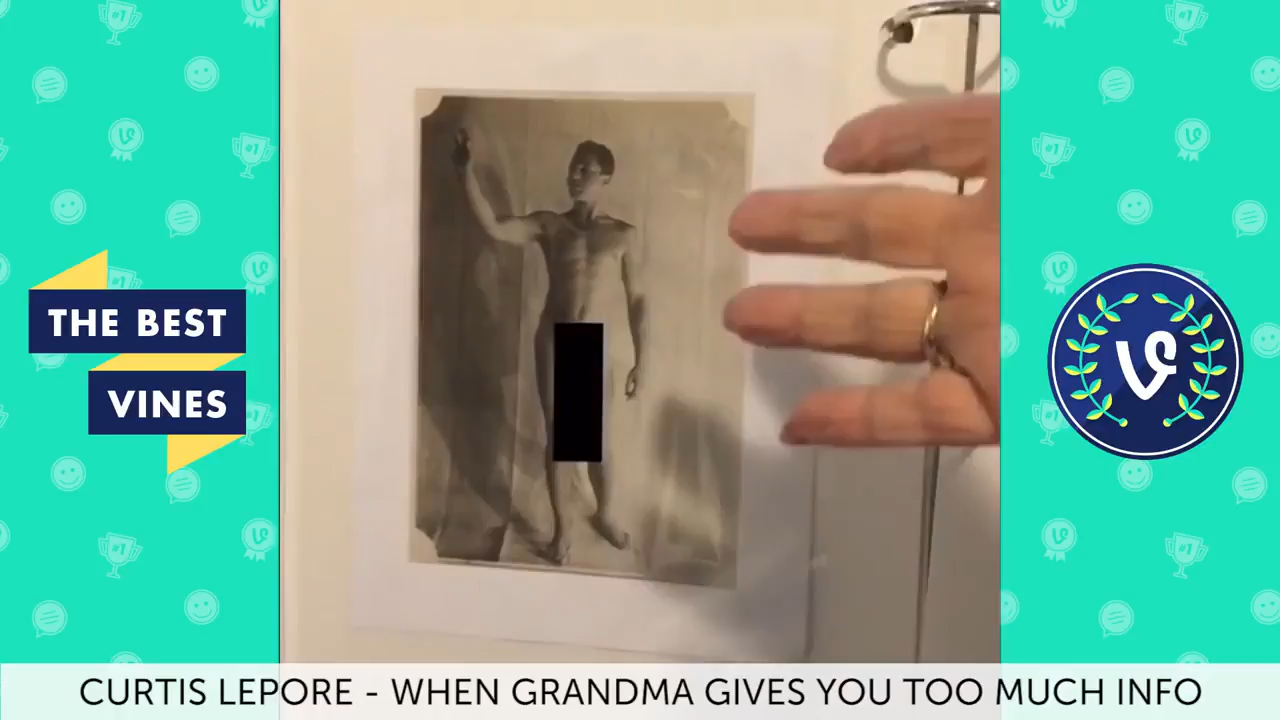 THE BEST
VINES
CURTIS LEPORE - WHEN GRANDMA GIVES YOU TOO MUCH INFO